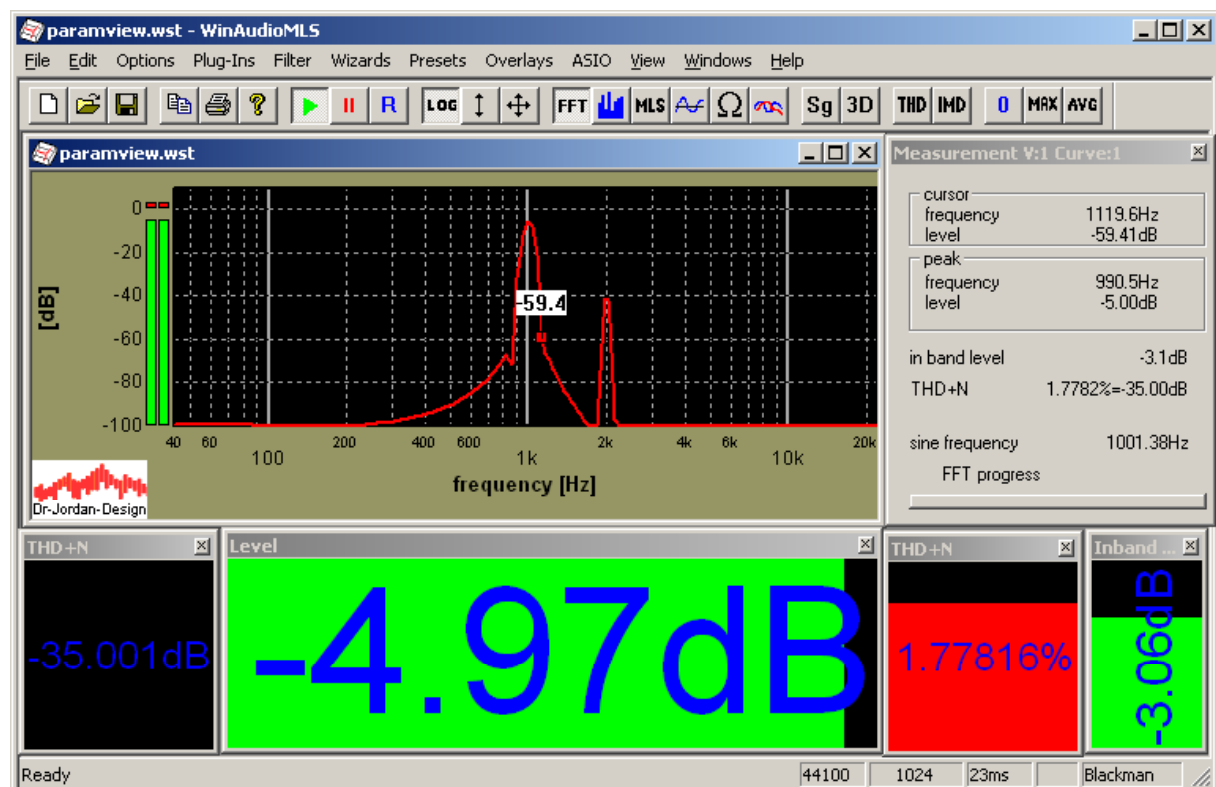 paramview.wst - WinAudioMLS
File Edit Options Plug-Ins Filter Wizards Presets Overlays ASIO View Windows Help
R LOG FFT MLS Ω Sg 3D THD IMD 0 MAX AVG
paramview.wst
0
-20
-40
-60
-80
-100
[dB]
-59.4
40 60 200 400 600 2k 4k 6k 20k
100 1k 10k
frequency [Hz]
Dr-Jordan-Design
Measurement V:1 Curve:1
cursor
frequency 1119.6Hz
level -59.41dB
peak
frequency 990.5Hz
level -5.00dB
in band level -3.1dB
THD+N 1.7782%=-35.00dB
sine frequency 1001.38Hz
FFT progress
THD+N
-35.001dB
Level
-4.97dB
THD+N
1.77816%
Inband ...
-3.06dB
Ready 44100 1024 23ms Blackman